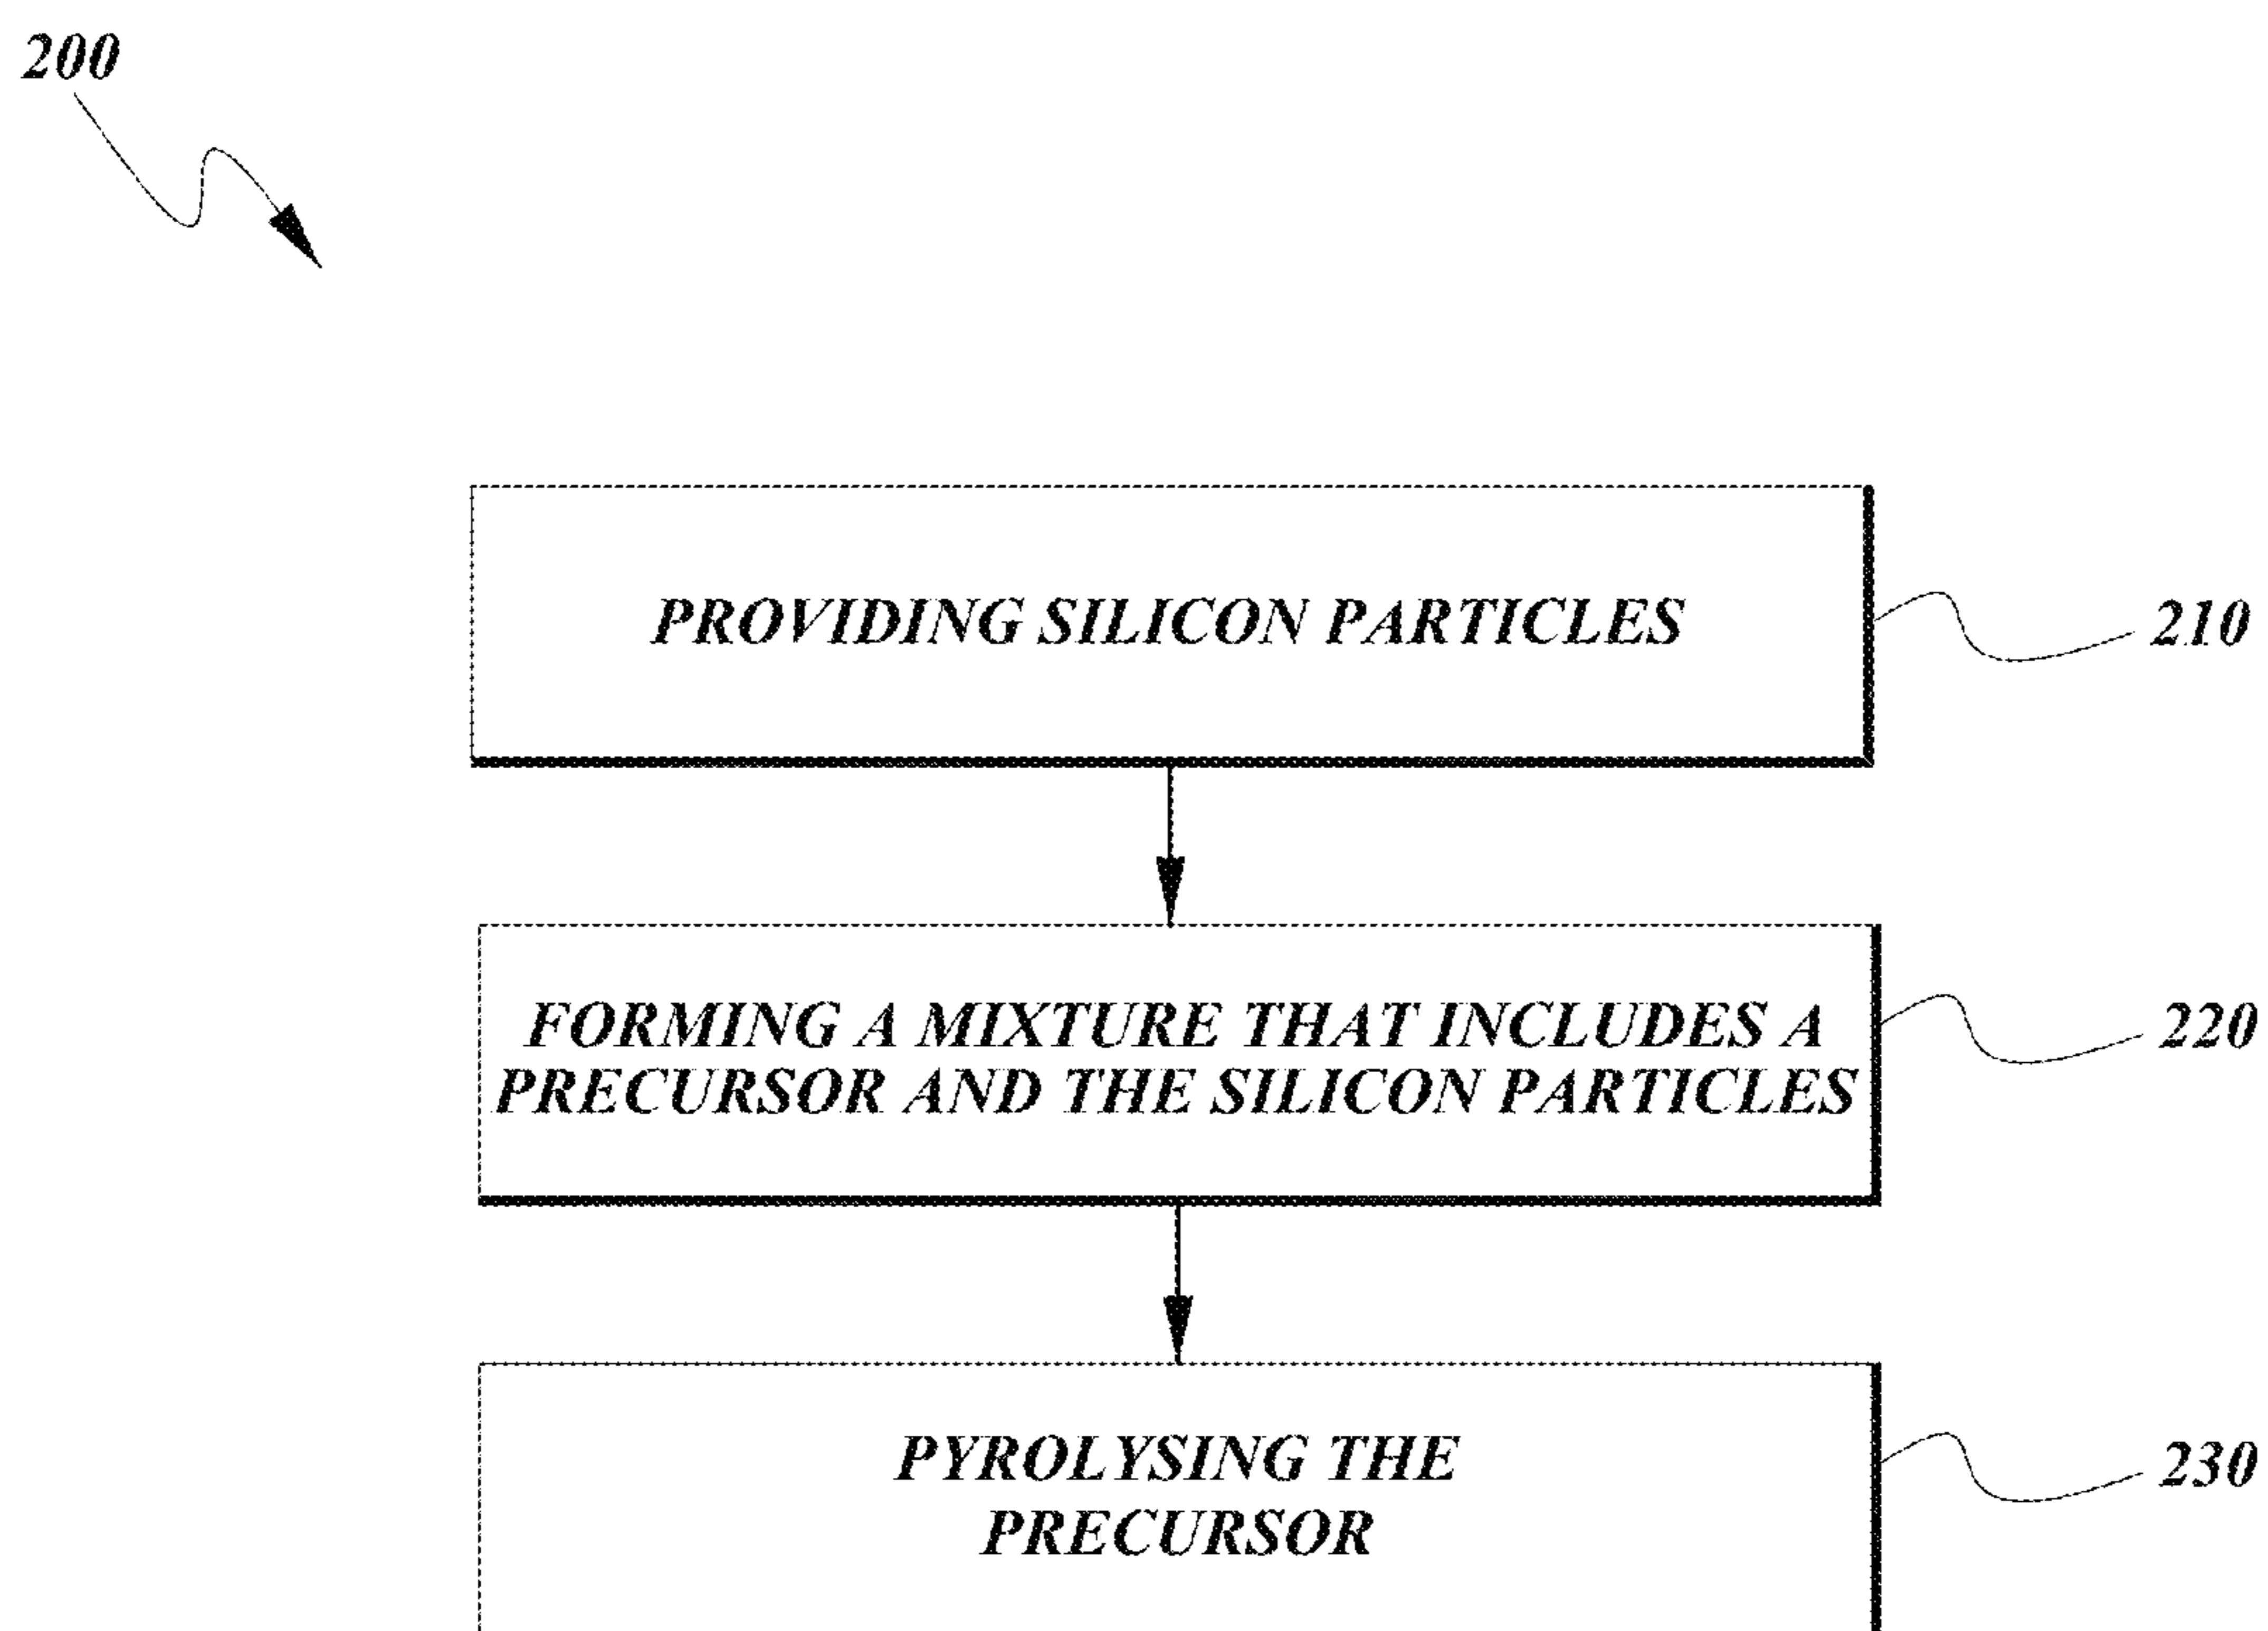 200
PROVIDING SILICON PARTICLES
210
FORMING A MIXTURE THAT INCLUDES A
PRECURSOR AND THE SILICON PARTICLES
220
PYROLYSING THE
PRECURSOR
230